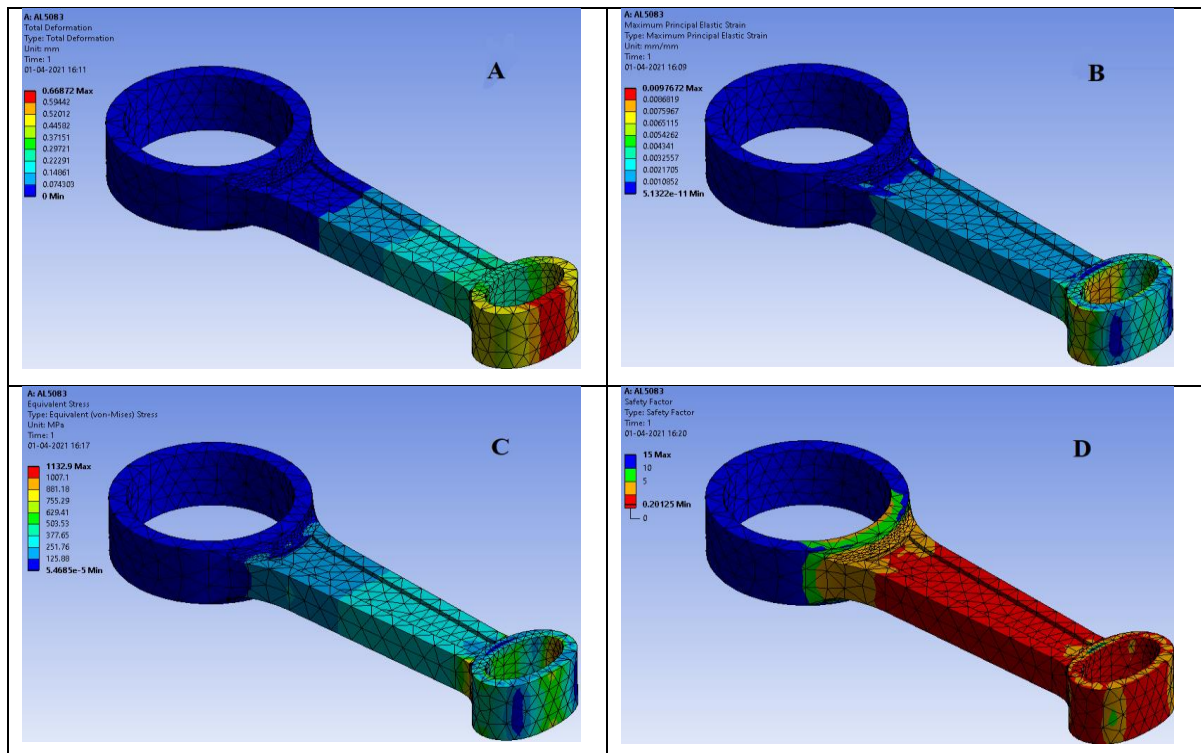 A: AL5083
Total Deformation
Type: Total Deformation
Unit: mm
Time: 1
01-04-2021 16:11
A
0.66872 Max
0.59442
0.52012
0.44582
0.37151
0.29721
0.22291
0.14861
0.074303
0 Min
A: AL5083
Maximum Principal Elastic Strain
Type: Maximum Principal Elastic Strain
Unit: mm/mm
Time: 1
01-04-2021 16:09
B
0.0097672 Max
0.0086819
0.0075967
0.0065115
0.0054262
0.004341
0.0032557
0.0021705
0.0010852
5.1322e-11 Min
A: AL5083
Equivalent Stress
Type: Equivalent (von-Mises) Stress
Unit: MPa
Time: 1
01-04-2021 16:17
C
1132.9 Max
1007.1
881.18
755.29
629.41
503.53
377.65
251.76
125.88
5.4685e-5 Min
A: AL5083
Safety Factor
Type: Safety Factor
Time: 1
01-04-2021 16:20
D
15 Max
10
5
0.20125 Min
0